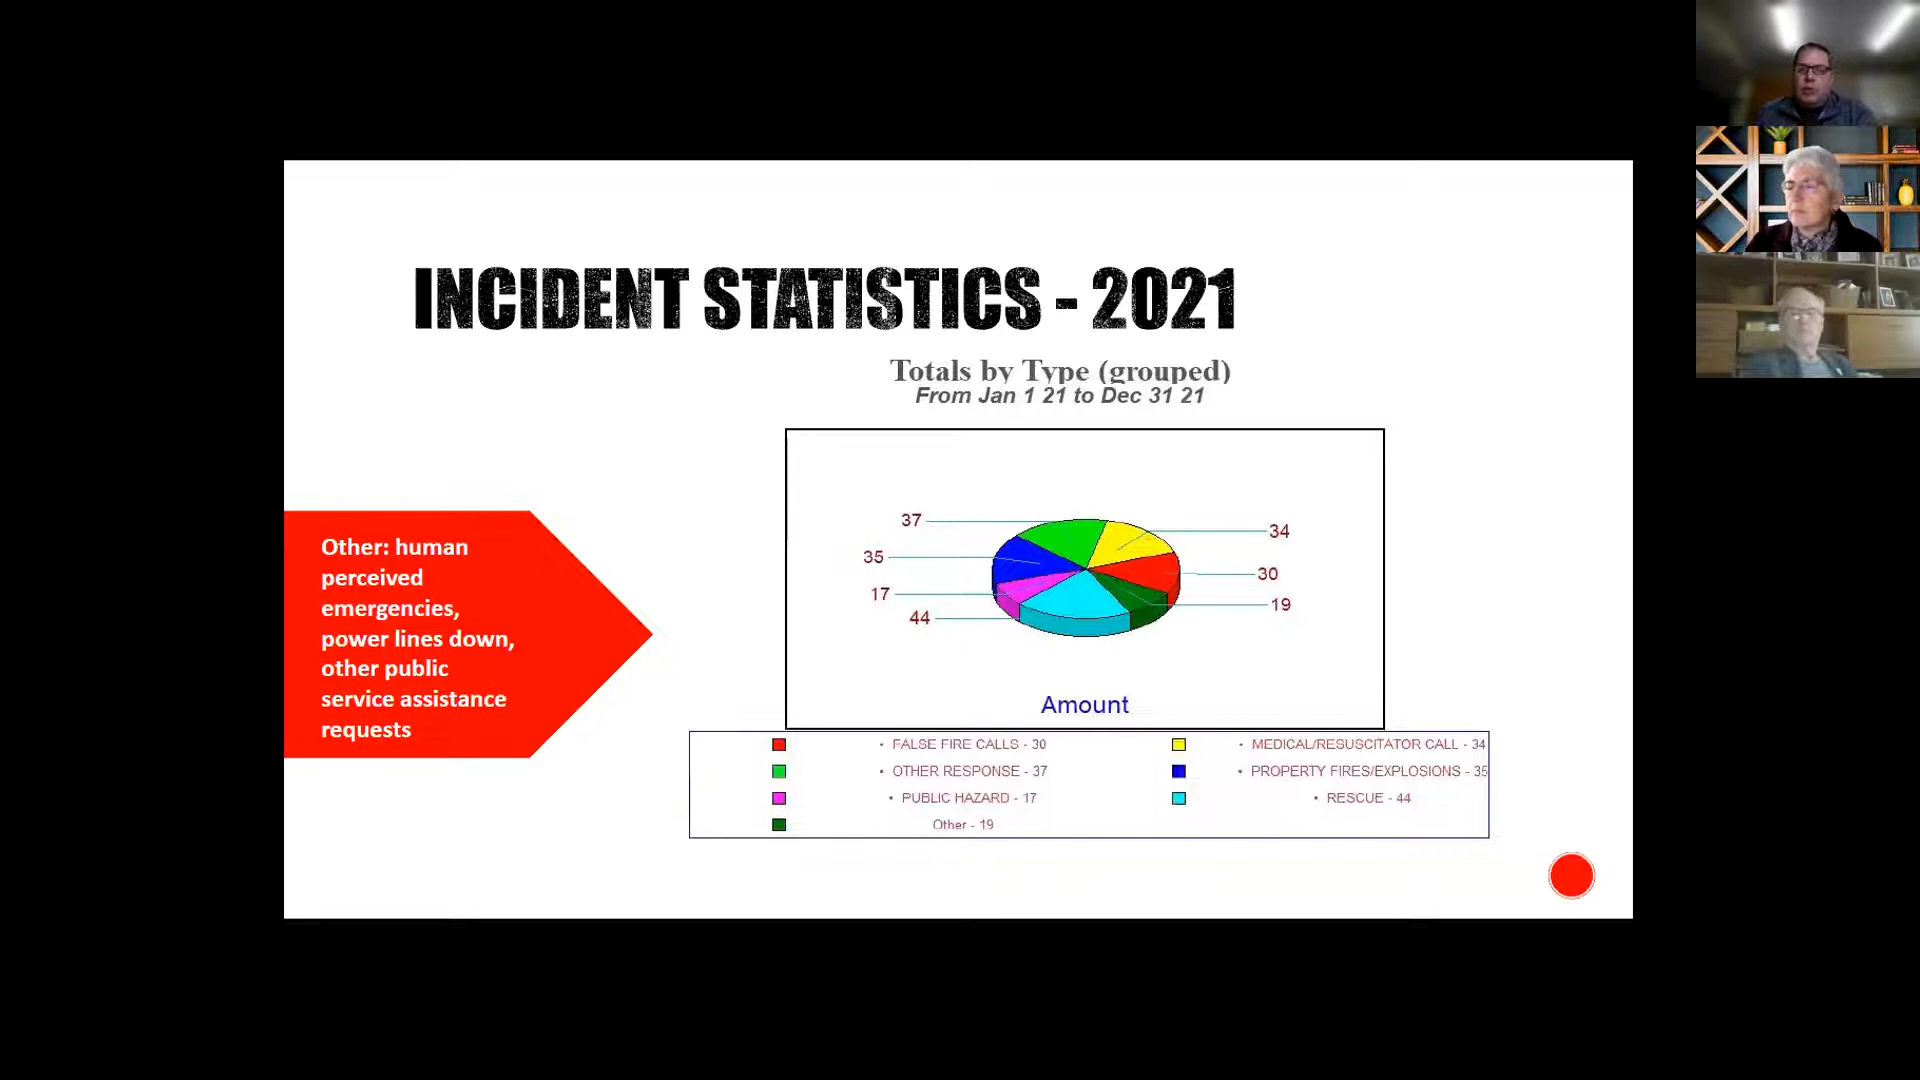 INCIDENT STATISTICS - 2021
Totals by Type (grouped)
From Jan 1 21 to Dec 31 21
Other: human
perceived
emergencies,
power lines down,
other public
service assistance
requests
37
34
35
30
17
19
44
Amount
• FALSE FIRE CALLS - 30
• MEDICAL/RESUSCITATOR CALL - 34
• OTHER RESPONSE - 37
• PROPERTY FIRES/EXPLOSIONS - 35
• PUBLIC HAZARD - 17
• RESCUE - 44
Other - 19